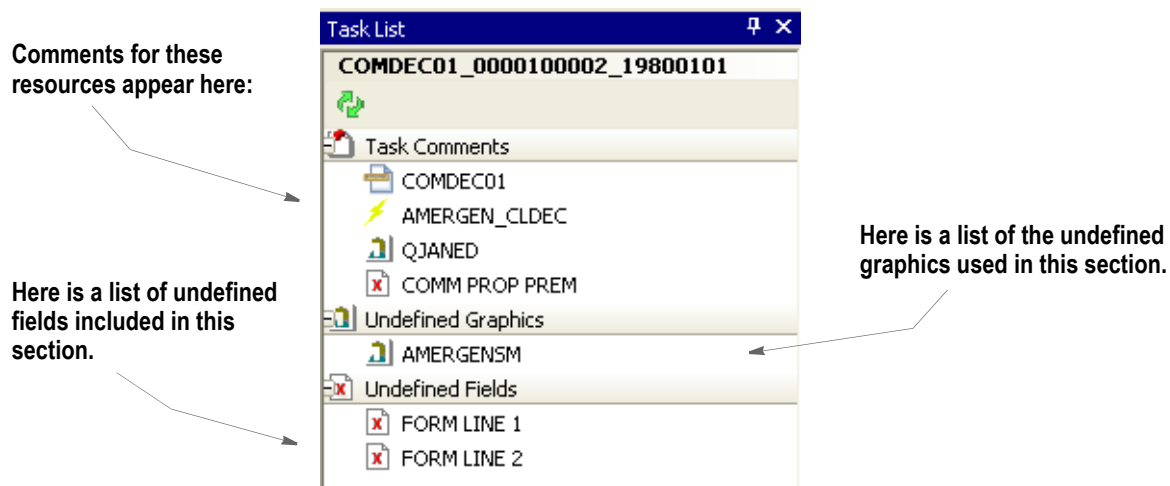 Comments for these
resources appear here:
Here is a list of undefined
fields included in this
section.
Task List
COMDEC01_0000100002_19800101
Task Comments
COMDEC01
AMERGEN_CLDEC
QJANED
COMM PROP PREM
Undefined Graphics
AMERGENSM
Undefined Fields
FORM LINE 1
FORM LINE 2
Here is a list of the undefined
graphics used in this section.